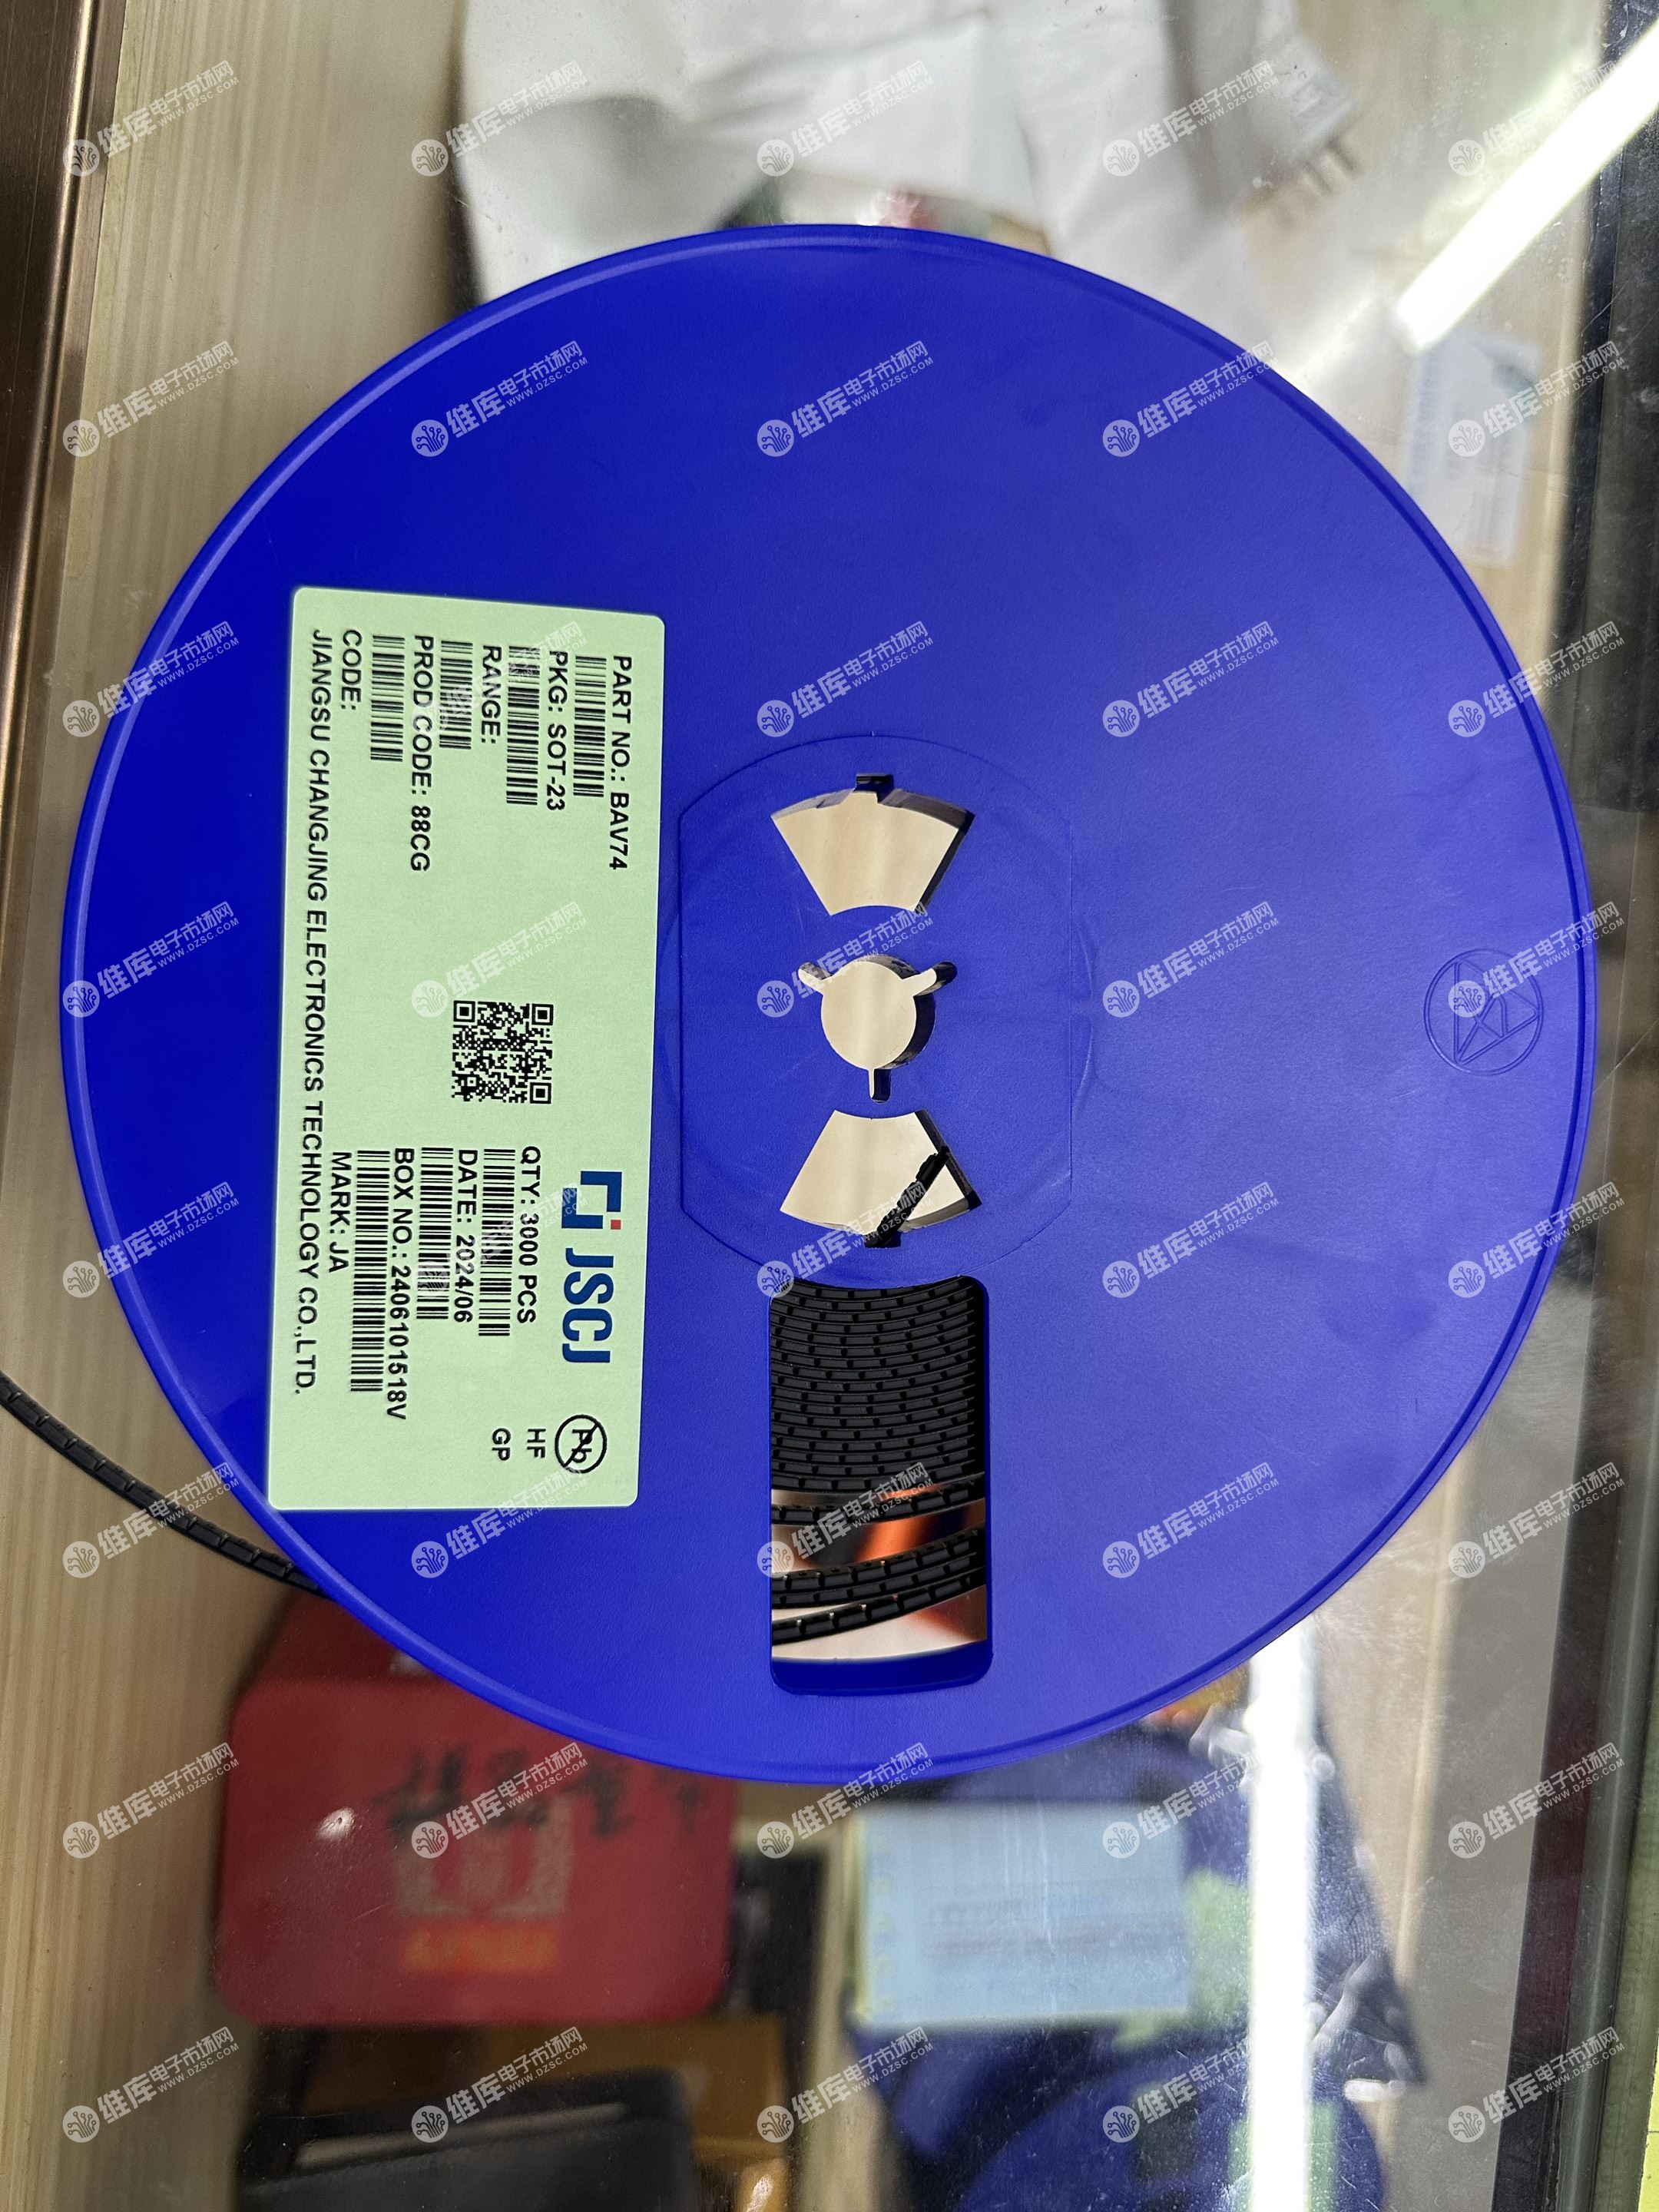 PART NO.: BAV74
PKG: SOT-23
RANGE:
PROD CODE: 88CG
CODE:
JIANGSU CHANGJING ELECTRONICS TECHNOLOGY CO.,LTD.
JSCJ
QTY: 3000 PCS
DATE: 2024/06
BOX NO.: 2406101518V
MARK: JA
Pb
HF
GP
维库电子市场网
WWW.DZSC.COM